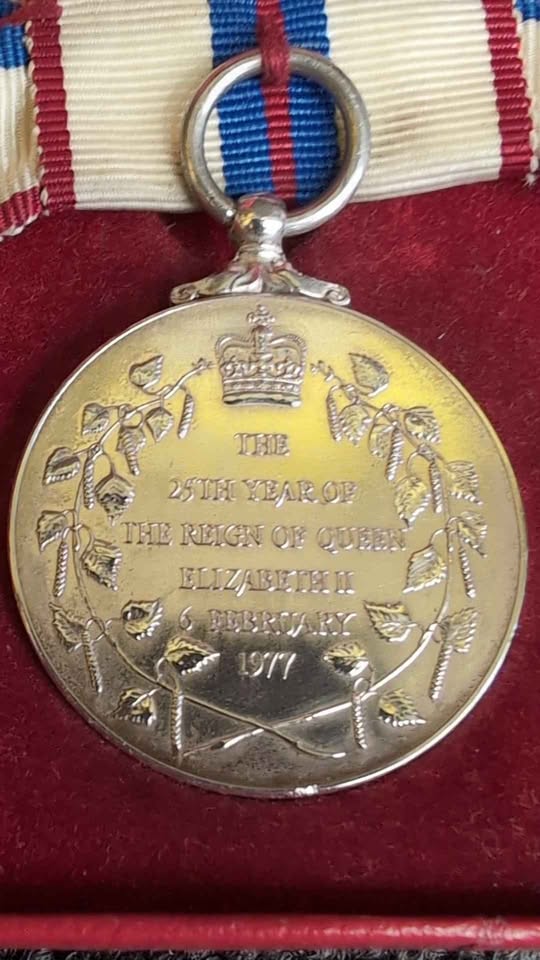 THE
25TH YEAR OF
THE REIGN OF QUEEN
ELIZABETH II
6 FEBRUARY
1977